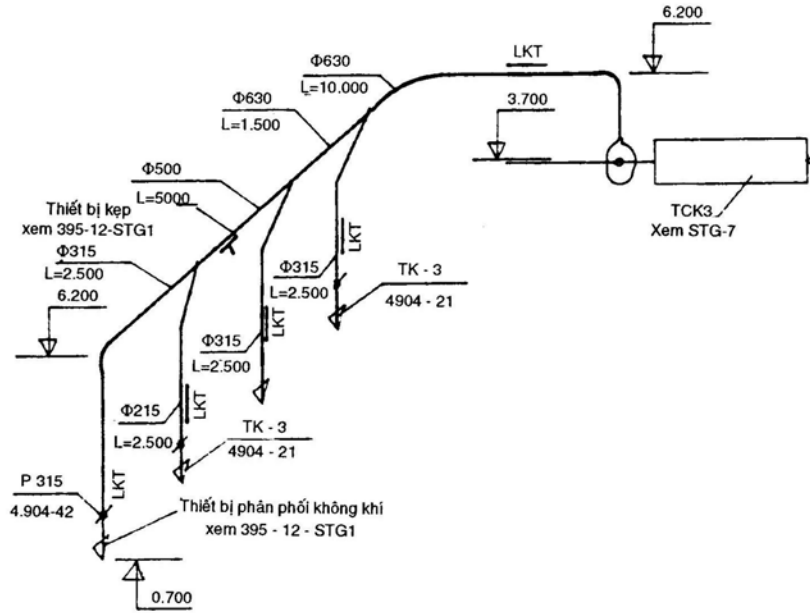 6.200
LKT
Φ630
L=10.000
Φ630
L=1.500
3.700
TCK3
Xem STG-7
Φ500
L=5000
Thiết bị kẹp
xem 395-12-STG1
Φ315
L=2.500
6.200
LKT
Φ315
L=2.500
TK - 3
4904 - 21
LKT
Φ315
L=2.500
LKT
Φ215
L=2.500
TK - 3
4904 - 21
LKT
P 315
4.904-42
Thiết bị phân phối không khí
xem 395 - 12 - STG1
0.700